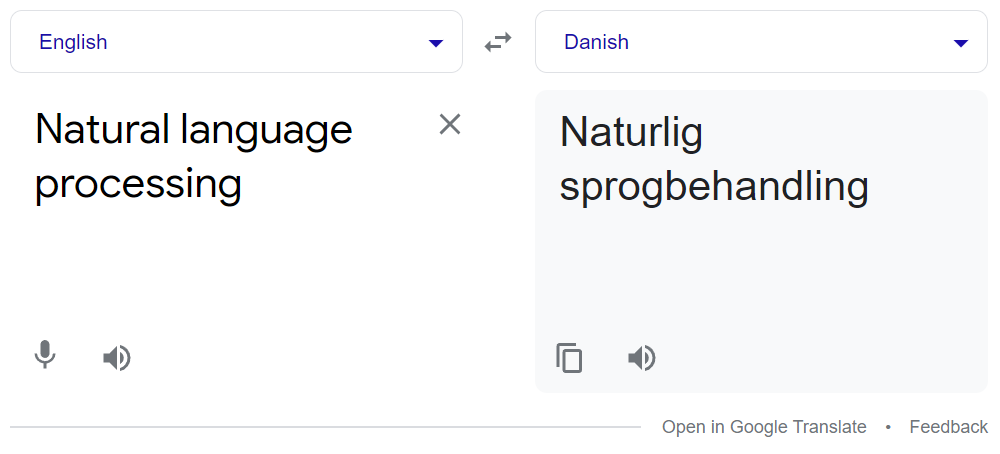 English
Danish
Natural language
processing
Naturlig
sprogbehandling
Open in Google Translate • Feedback